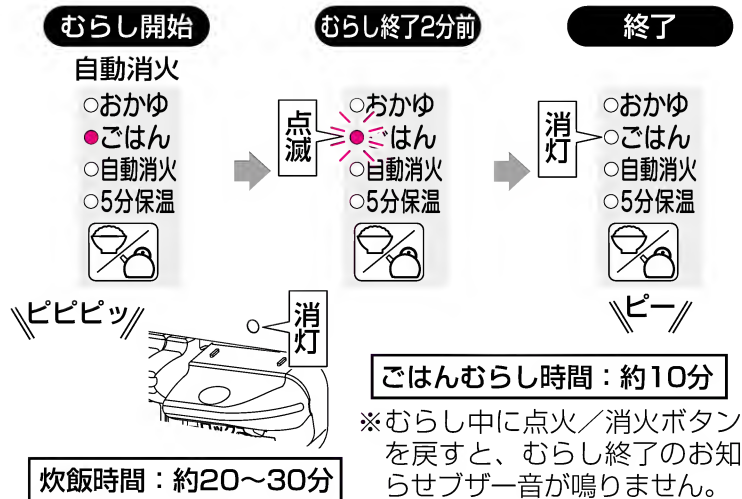 むらし開始
自動消火
○おかゆ
●ごはん
○自動消火
○5分保温
ピピピッ
消灯
炊飯時間：約20〜30分
むらし終了2分前
点滅
○おかゆ
●ごはん
○自動消火
○5分保温
終了
消灯
○おかゆ
○ごはん
○自動消火
○5分保温
ピー
ごはんむらし時間：約10分
※むらし中に点火／消火ボタン
を戻すと、むらし終了のお知
らせブザー音が鳴りません。